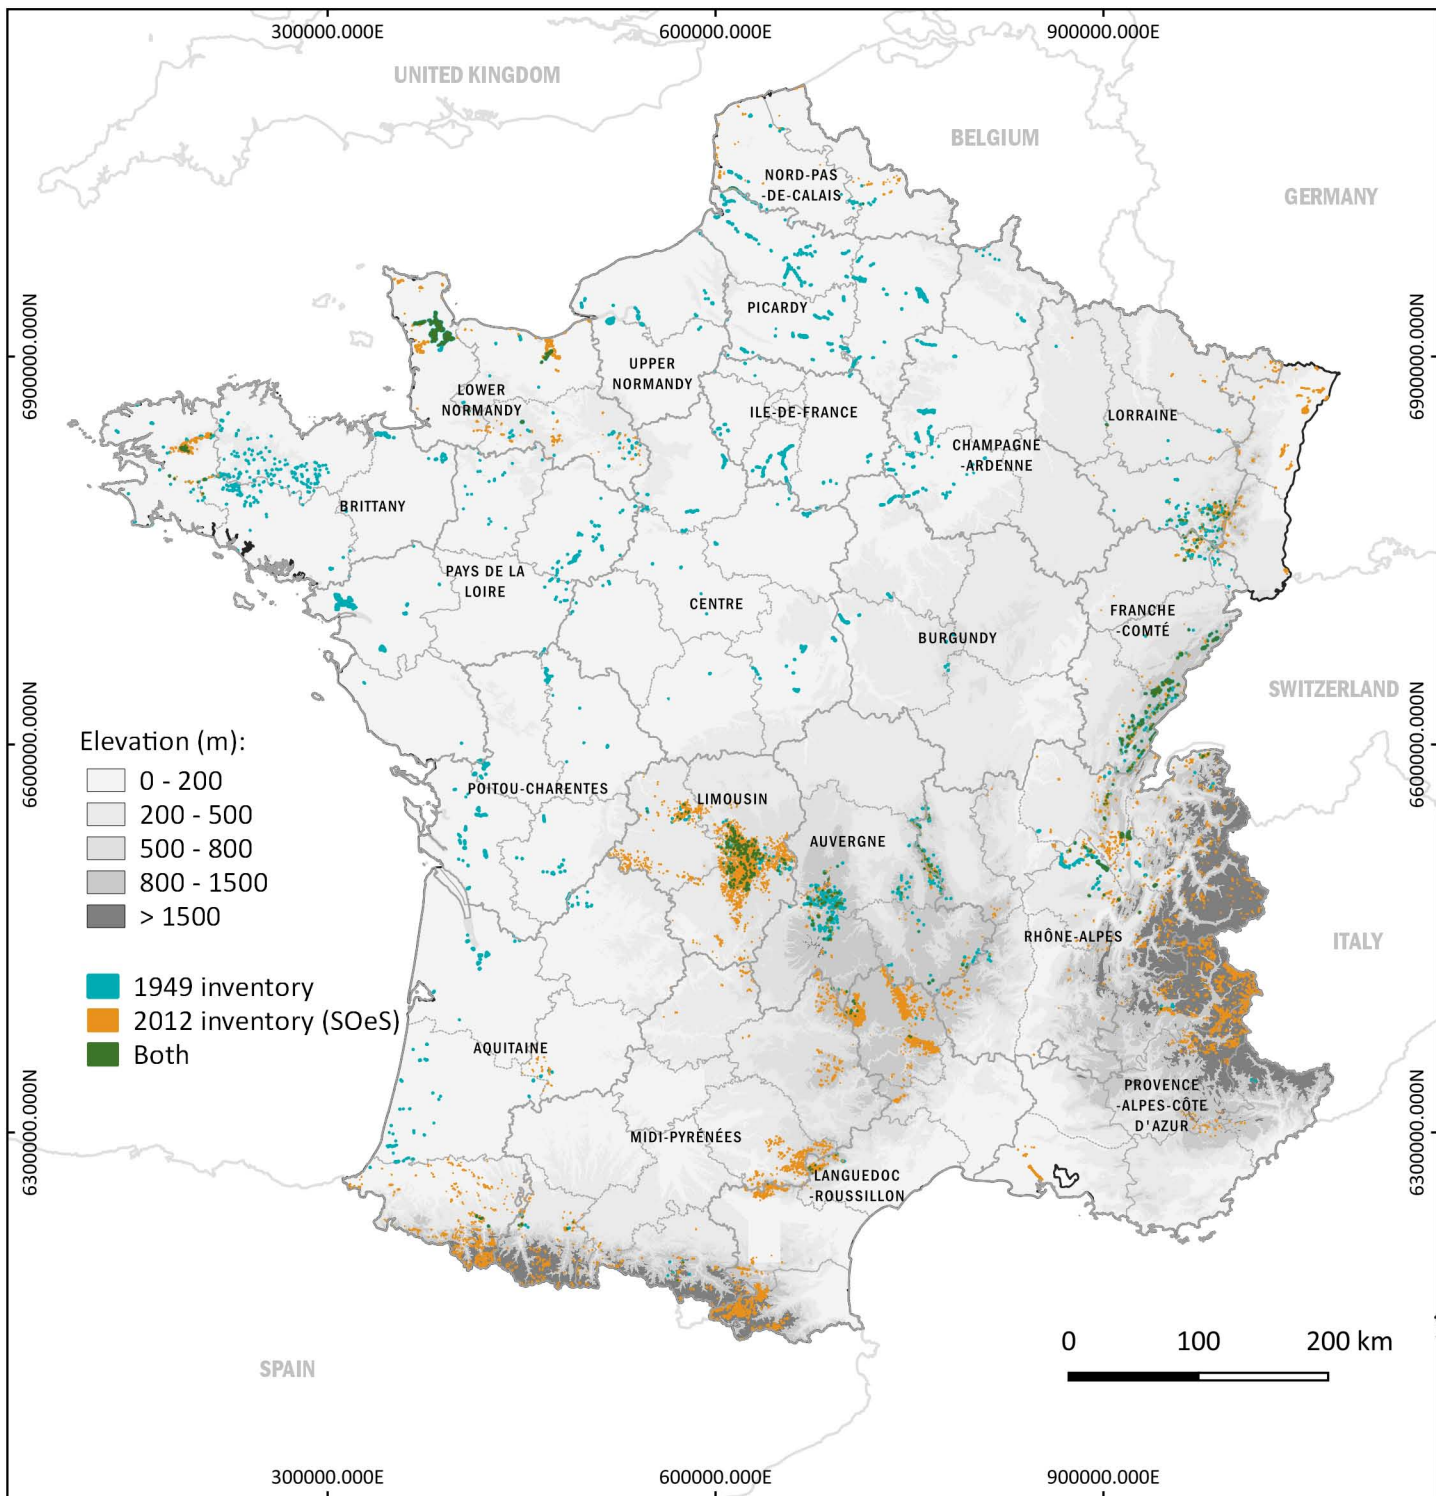 300000.000E
600000.000E
900000.000E
UNITED KINGDOM
BELGIUM
GERMANY
NORD-PAS
-DE-CALAIS
PICARDY
6900000.000N
6900000.000N
UPPER
NORMANDY
LOWER
NORMANDY
ILE-DE-FRANCE
LORRAINE
CHAMPAGNE
-ARDENNE
BRITTANY
PAYS DE LA
LOIRE
CENTRE
FRANCHE
-COMTÉ
BURGUNDY
SWITZERLAND
6600000.000N
6600000.000N
Elevation (m):
0 - 200
200 - 500
500 - 800
800 - 1500
> 1500
POITOU-CHARENTES
LIMOUSIN
AUVERGNE
RHÔNE-ALPES
ITALY
1949 inventory
2012 inventory (SOeS)
Both
AQUITAINE
PROVENCE
-ALPES-CÔTE
D'AZUR
MIDI-PYRÉNÉES
LANGUEDOC
-ROUSSILLON
6300000.000N
6300000.000N
SPAIN
0 100 200 km
300000.000E
600000.000E
900000.000E